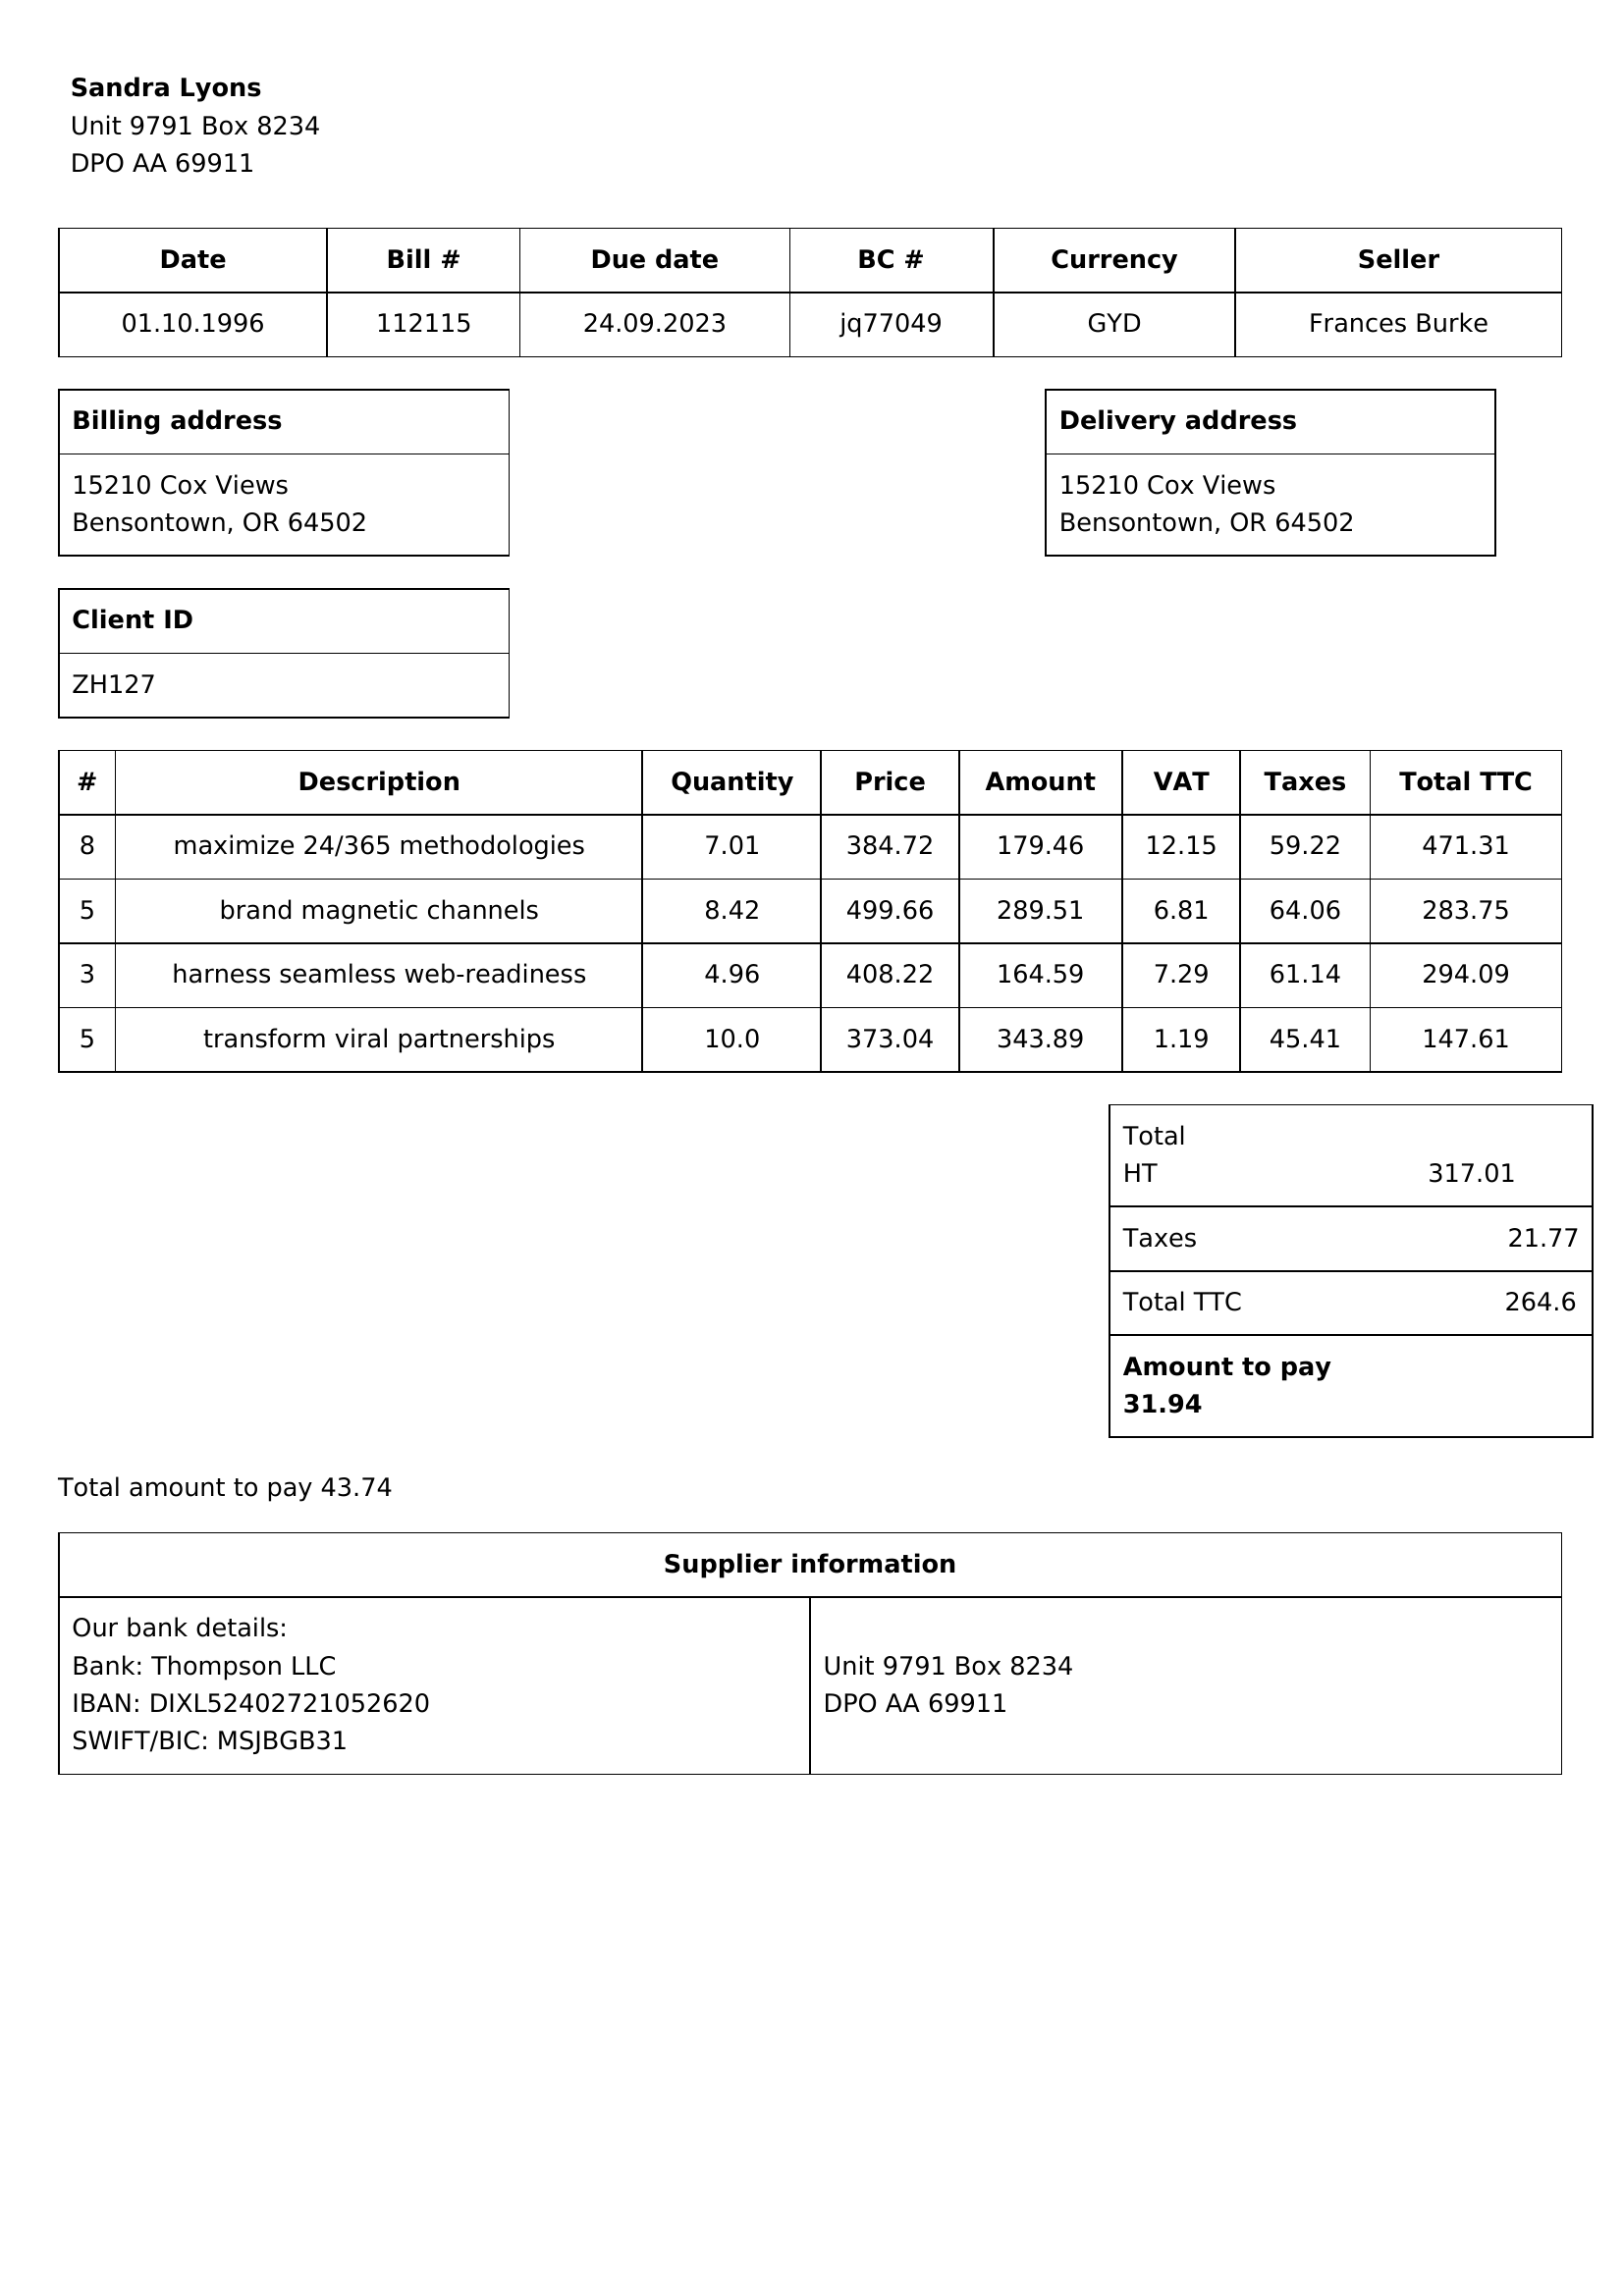 Sandra Lyons
Unit 9791 Box 8234
DPO AA 69911
Date Bill # Due date BC # Currency Seller
01.10.1996 112115 24.09.2023 jq77049 GYD Frances Burke
Billing address
15210 Cox Views
Bensontown, OR 64502
Delivery address
15210 Cox Views
Bensontown, OR 64502
Client ID
ZH127
# Description Quantity Price Amount VAT Taxes Total TTC
8 maximize 24/365 methodologies 7.01 384.72 179.46 12.15 59.22 471.31
5 brand magnetic channels 8.42 499.66 289.51 6.81 64.06 283.75
3 harness seamless web-readiness 4.96 408.22 164.59 7.29 61.14 294.09
5 transform viral partnerships 10.0 373.04 343.89 1.19 45.41 147.61
Total
HT 317.01
Taxes 21.77
Total TTC 264.6
Amount to pay
31.94
Total amount to pay 43.74
Supplier information
Our bank details:
Bank: Thompson LLC
IBAN: DIXL52402721052620
SWIFT/BIC: MSJBGB31
Unit 9791 Box 8234
DPO AA 69911